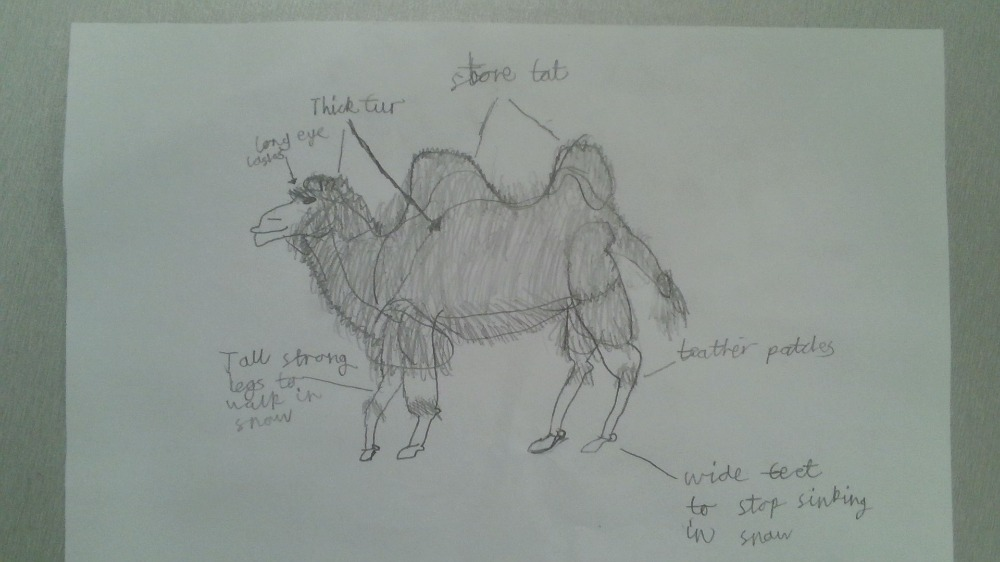 store fat
Thick fur
Long eye
lashes
Tall strong
legs to
walk in
snow
leather patches
wide feet
to stop sinking
in snow